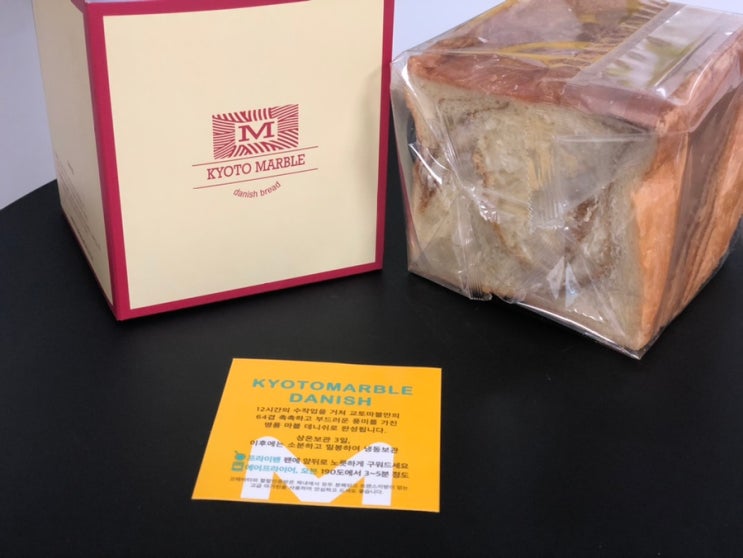 M
KYOTO MARBLE
danish bread
KYOTOMARBLE
DANISH
12시간의 수작업을 거쳐 교토마블만의
64겹 촉촉하고 부드러운 풍미를 가진
명품 마블 데니쉬로 완성됩니다.
상온보관 3일,
이후에는 소분하고 밀봉하여 냉동보관
프라이팬 팬에 앞뒤로 노릇하게 구워드세요
에어프라이어, 오븐 190도에서 3~5분 정도
M